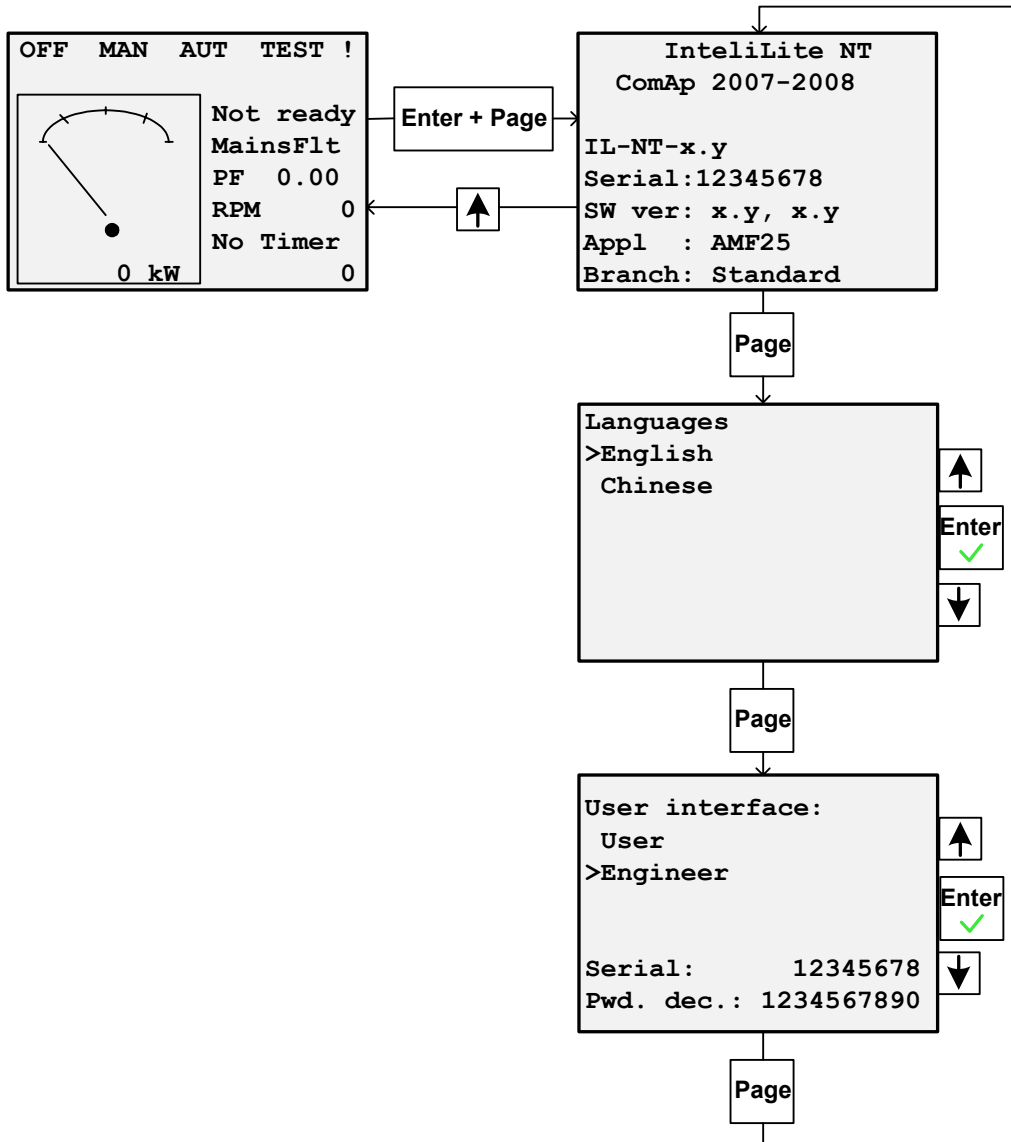 OFF MAN AUT TEST !
Not ready
MainsFlt
PF 0.00
RPM 0
No Timer
0 kW 0
Enter + Page
InteliLite NT
ComAp 2007-2008
IL-NT-x.y
Serial:12345678
SW ver: x.y, x.y
Appl : AMF25
Branch: Standard
Page
Languages
>English
Chinese
Enter
Page
User interface:
User
>Engineer
Serial: 12345678
Pwd. dec.: 1234567890
Enter
Page